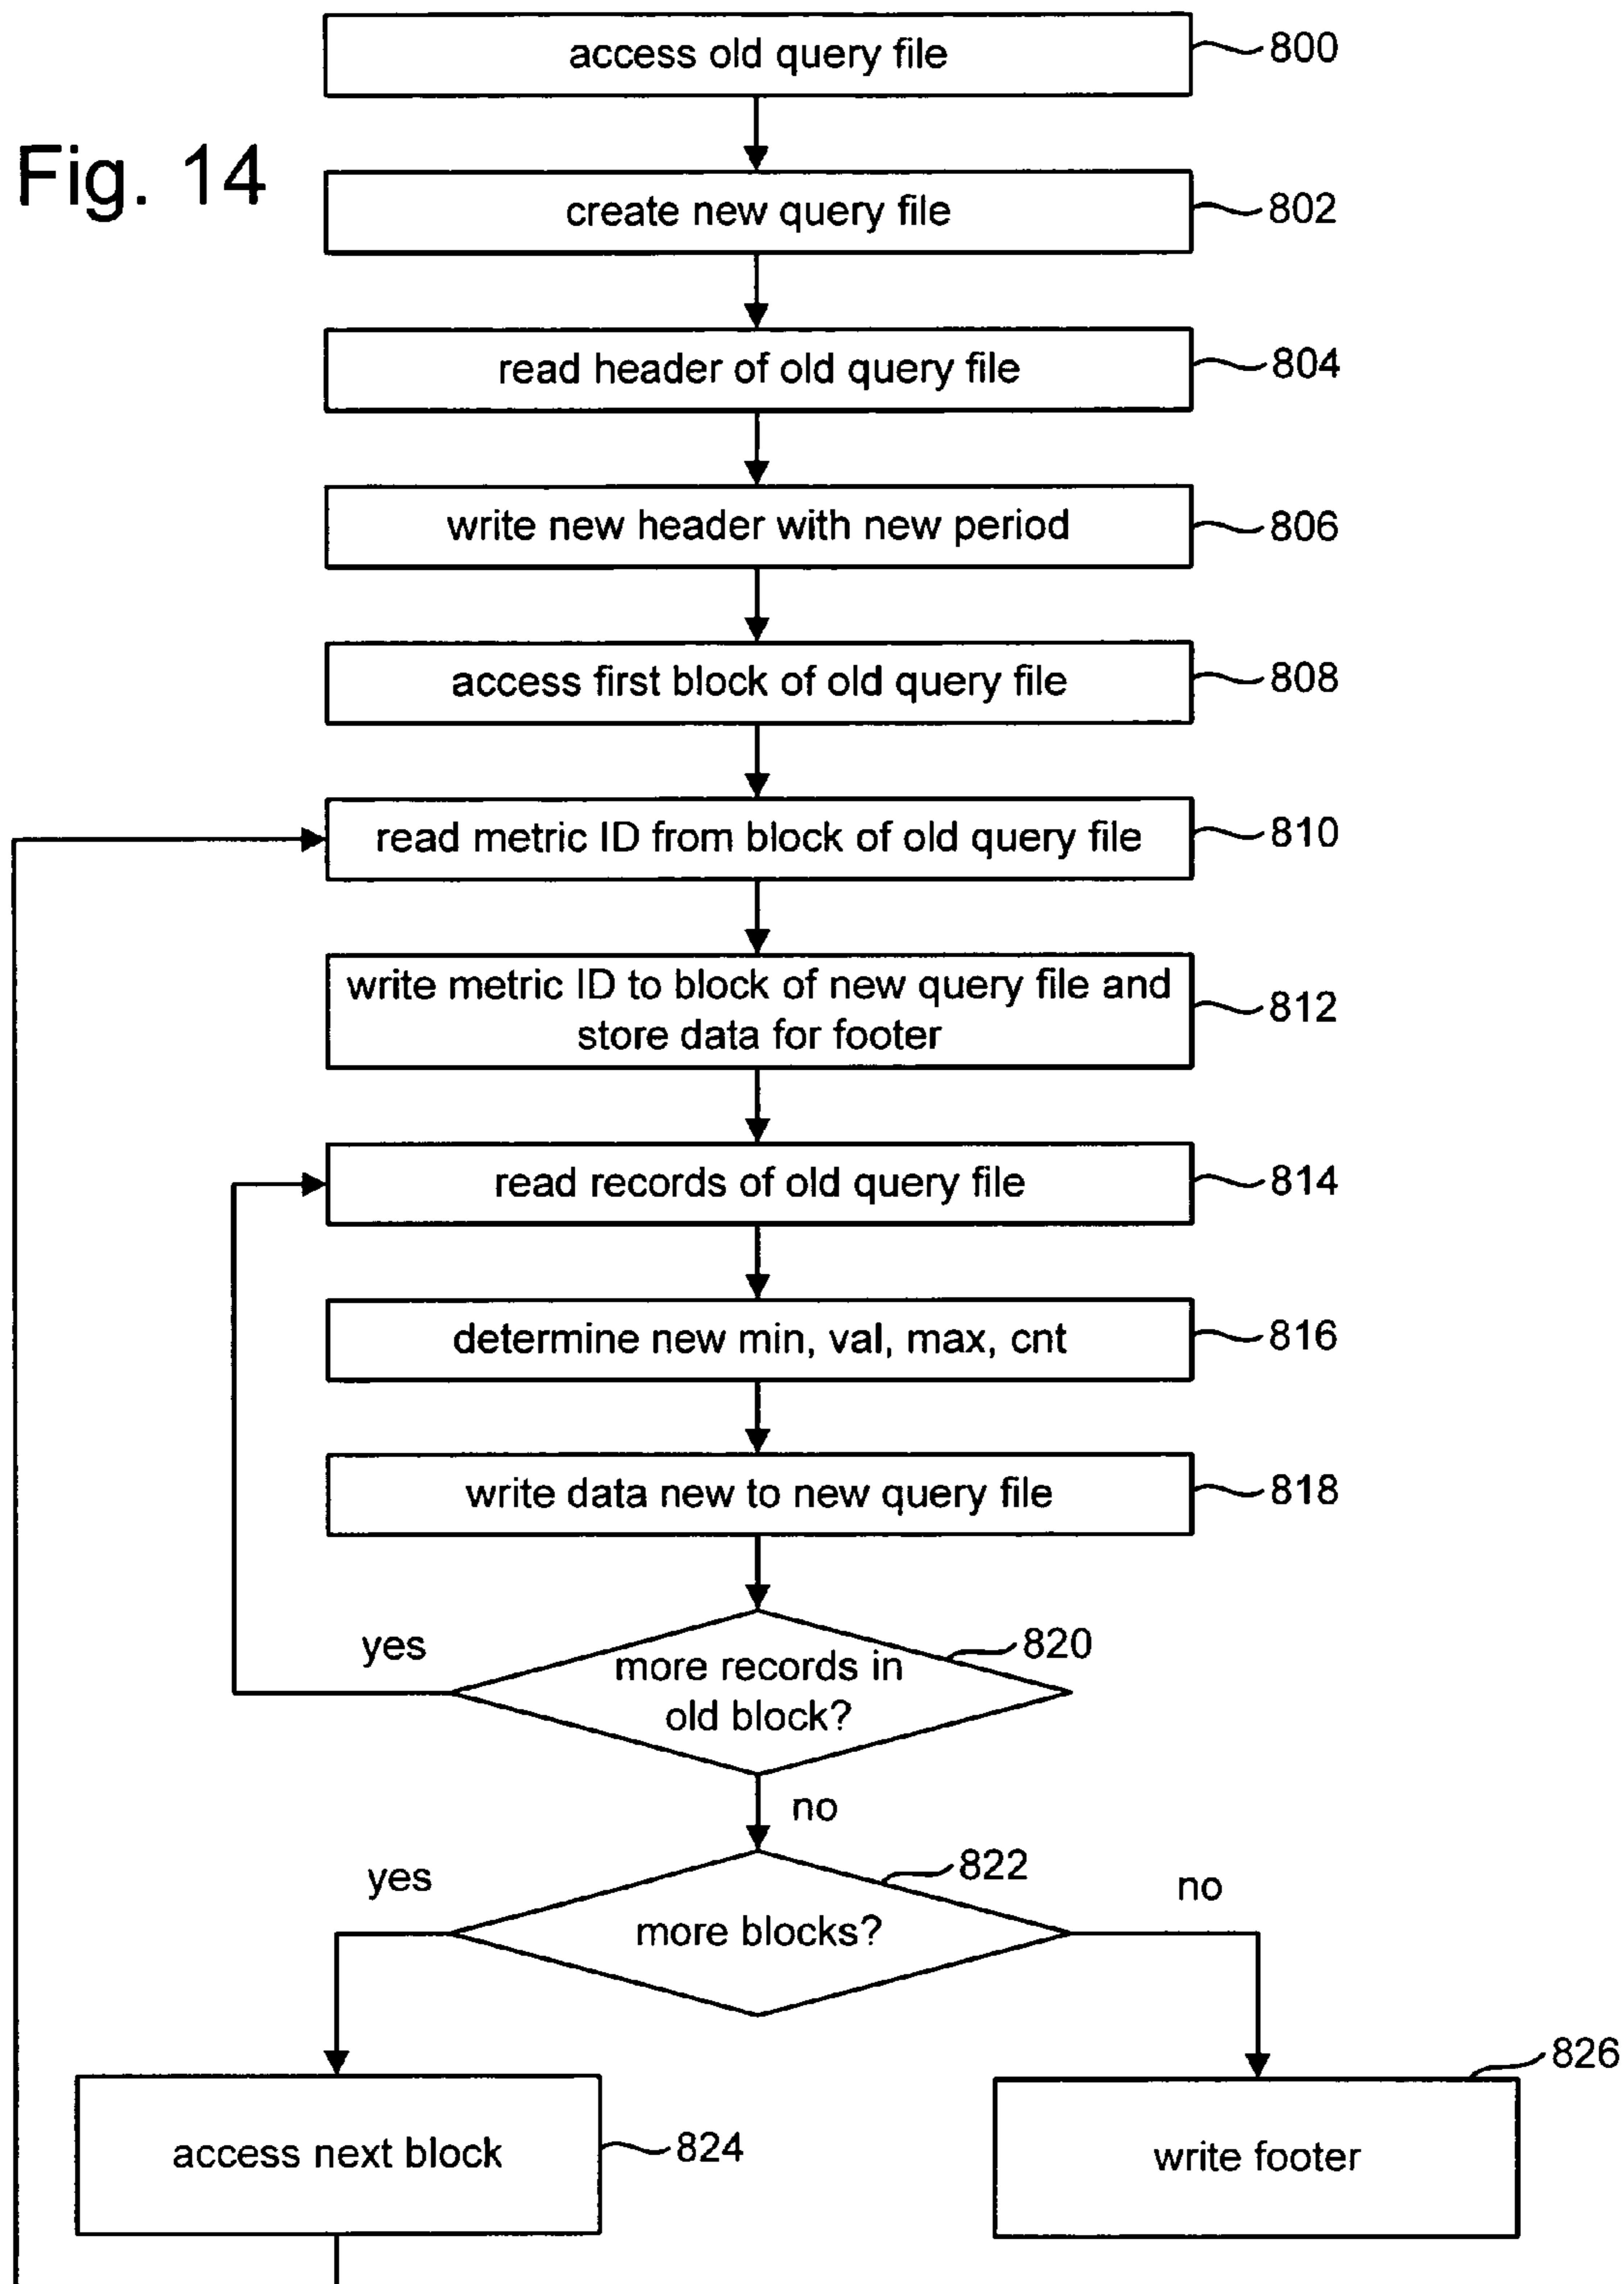 access old query file
800
Fig. 14
create new query file
802
read header of old query file
804
write new header with new period
806
access first block of old query file
808
read metric ID from block of old query file
810
write metric ID to block of new query file and
store data for footer
812
read records of old query file
814
determine new min, val, max, cnt
816
write data new to new query file
818
yes
820
more records in
old block?
no
yes
822
no
more blocks?
826
access next block
824
write footer